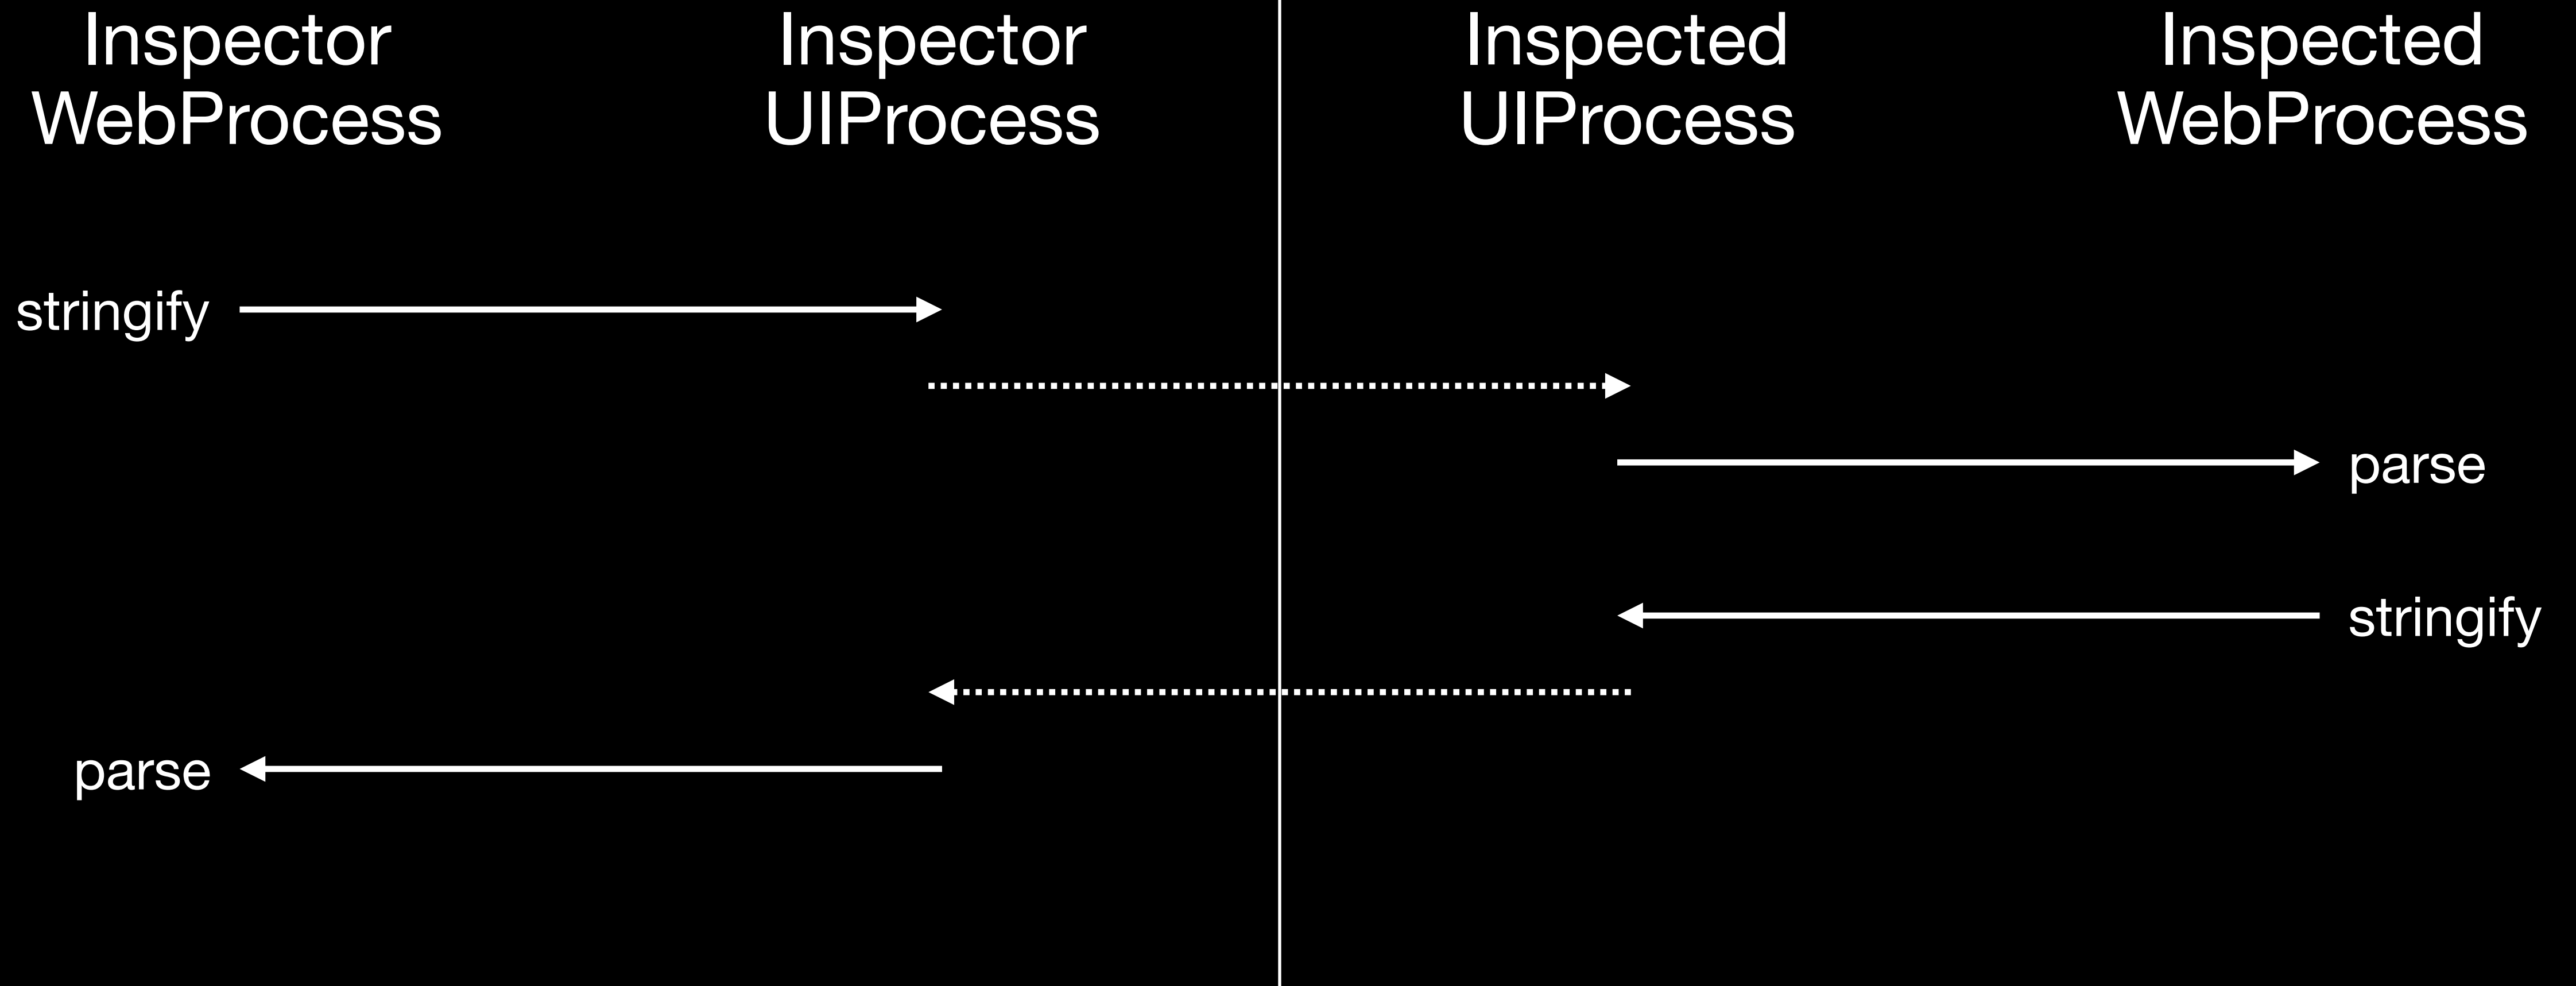 Inspector
WebProcess
Inspector
UIProcess
Inspected
UIProcess
Inspected
WebProcess
stringify
parse
stringify
parse